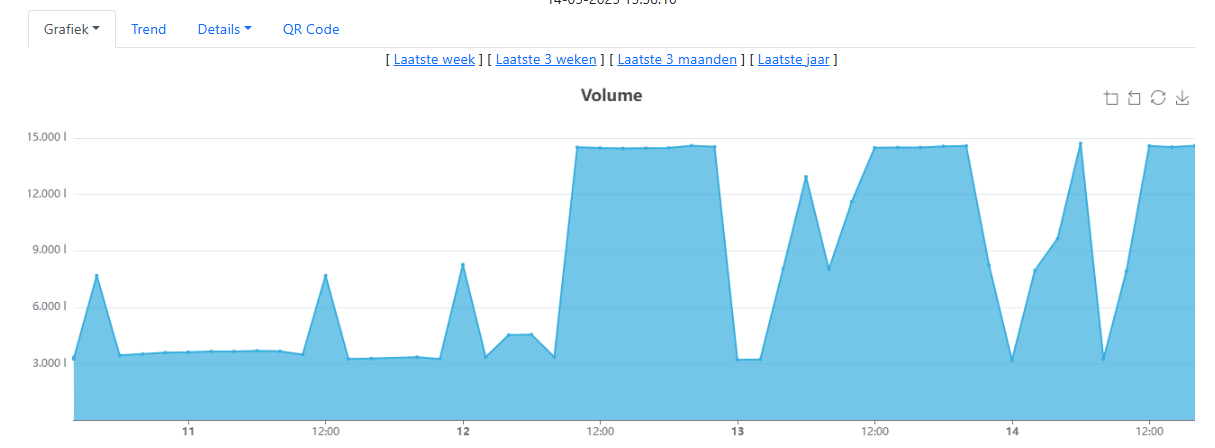 Grafiek Trend Details QR Code
[ Laatste week ] [ Laatste 3 weken ] [ Laatste 3 maanden ] [ Laatste jaar ]
Volume
15.000 l
12.000 l
9.000 l
6.000 l
3.000 l
11 12:00 12 12:00 13 12:00 14 12:00